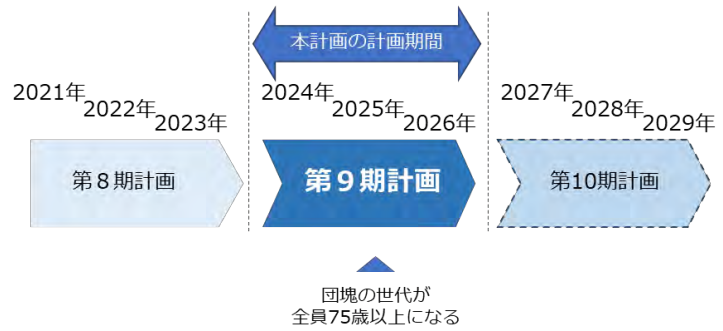 本計画の計画期間
2021年
2022年
2023年
2024年
2025年
2026年
2027年
2028年
2029年
第８期計画
第９期計画
第10期計画
団塊の世代が
全員75歳以上になる